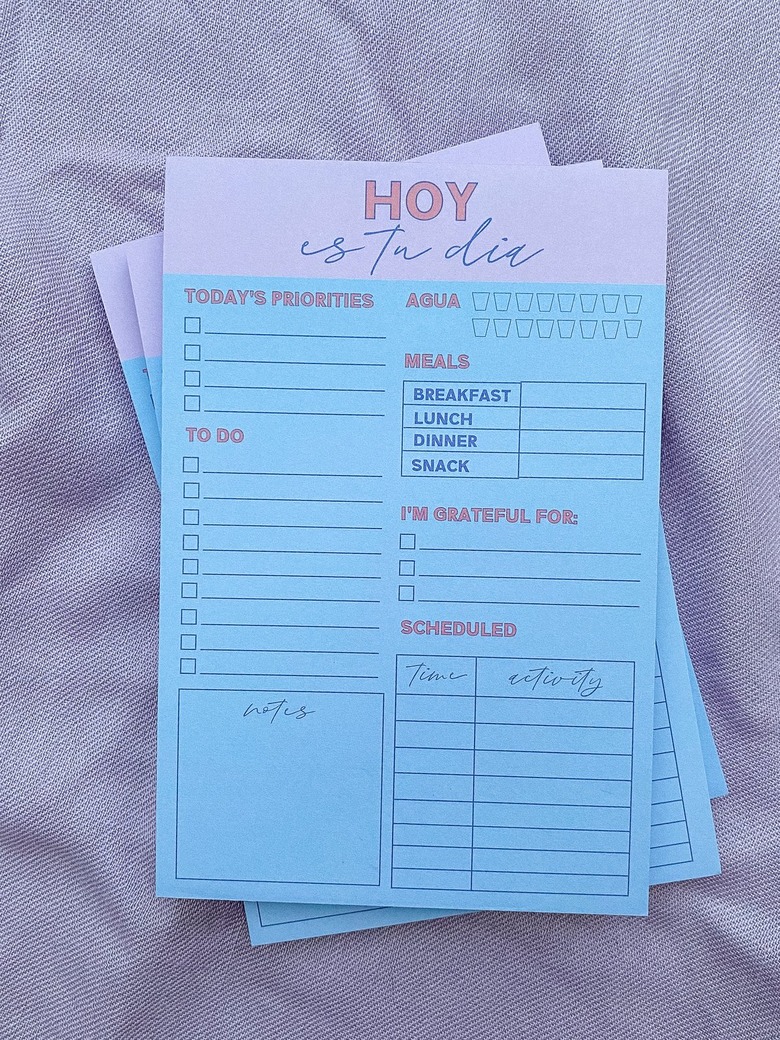 HOY
es Tu dia
TODAY'S PRIORITIES
TO DO
notes
AGUA
MEALS
BREAKFAST
LUNCH
DINNER
SNACK
I'M GRATEFUL FOR:
SCHEDULED
Time activity